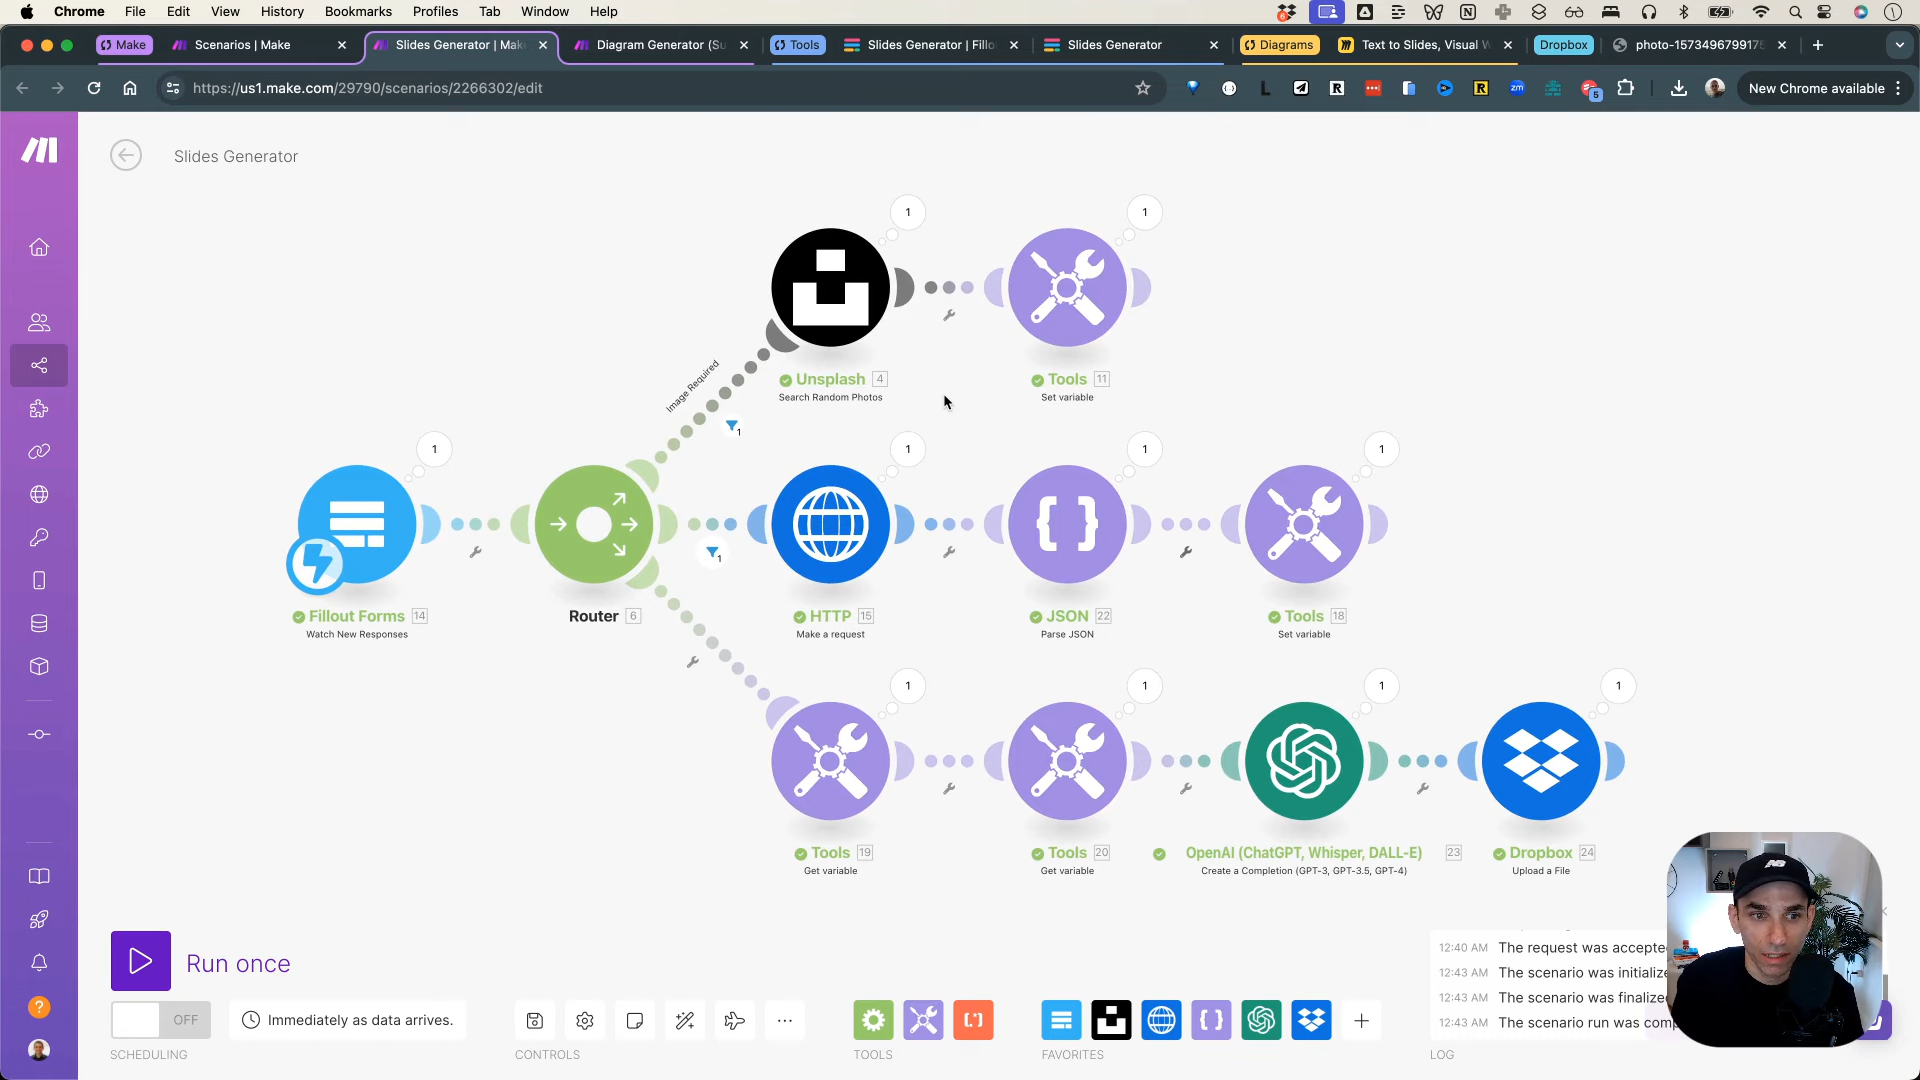 Chrome File Edit View History Bookmarks Profiles Tab Window Help
6
Make Scenarios | Make Slides Generator | Mak Diagram Generator (Su Tools Slides Generator | Fillo Slides Generator Diagrams Text to Slides, Visual W Dropbox photo-1573496799175
https://us1.make.com/29790/scenarios/2266302/edit
L R R zm 5 New Chrome available
Slides Generator
1 1
Image Required
Unsplash 4
Search Random Photos
Tools 11
Set variable
1
1 1 1 1
1
Fillout Forms 14
Watch New Responses
Router 6
HTTP 15
Make a request
JSON 22
Parse JSON
Tools 18
Set variable
1 1 1 1
Tools 19
Get variable
Tools 20
Get variable
OpenAI (ChatGPT, Whisper, DALL-E) 23
Create a Completion (GPT-3, GPT-3.5, GPT-4)
Dropbox 24
Upload a File
Run once
OFF
Immediately as data arrives.
SCHEDULING
CONTROLS
TOOLS
FAVORITES
LOG
12:40 AM The request was accepte
12:43 AM The scenario was initialize
12:43 AM The scenario was finalize
12:43 AM The scenario run was comp